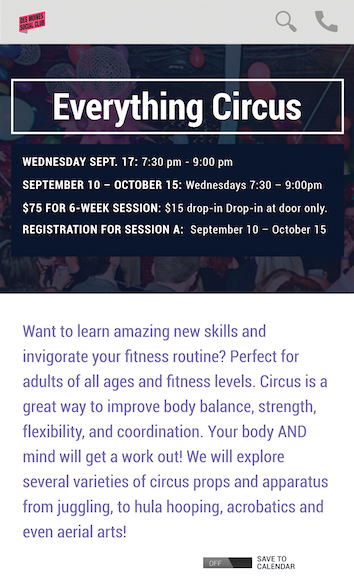 DES MOINES
SOCIAL CLUB
Everything Circus
WEDNESDAY SEPT. 17: 7:30 pm - 9:00 pm
SEPTEMBER 10 – OCTOBER 15: Wednesdays 7:30 – 9:00pm
$75 FOR 6-WEEK SESSION: $15 drop-in Drop-in at door only.
REGISTRATION FOR SESSION A: September 10 – October 15
Want to learn amazing new skills and
invigorate your fitness routine? Perfect for
adults of all ages and fitness levels. Circus is a
great way to improve body balance, strength,
flexibility, and coordination. Your body AND
mind will get a work out! We will explore
several varieties of circus props and apparatus
from juggling, to hula hooping, acrobatics and
even aerial arts!
OFF
SAVE TO
CALENDAR